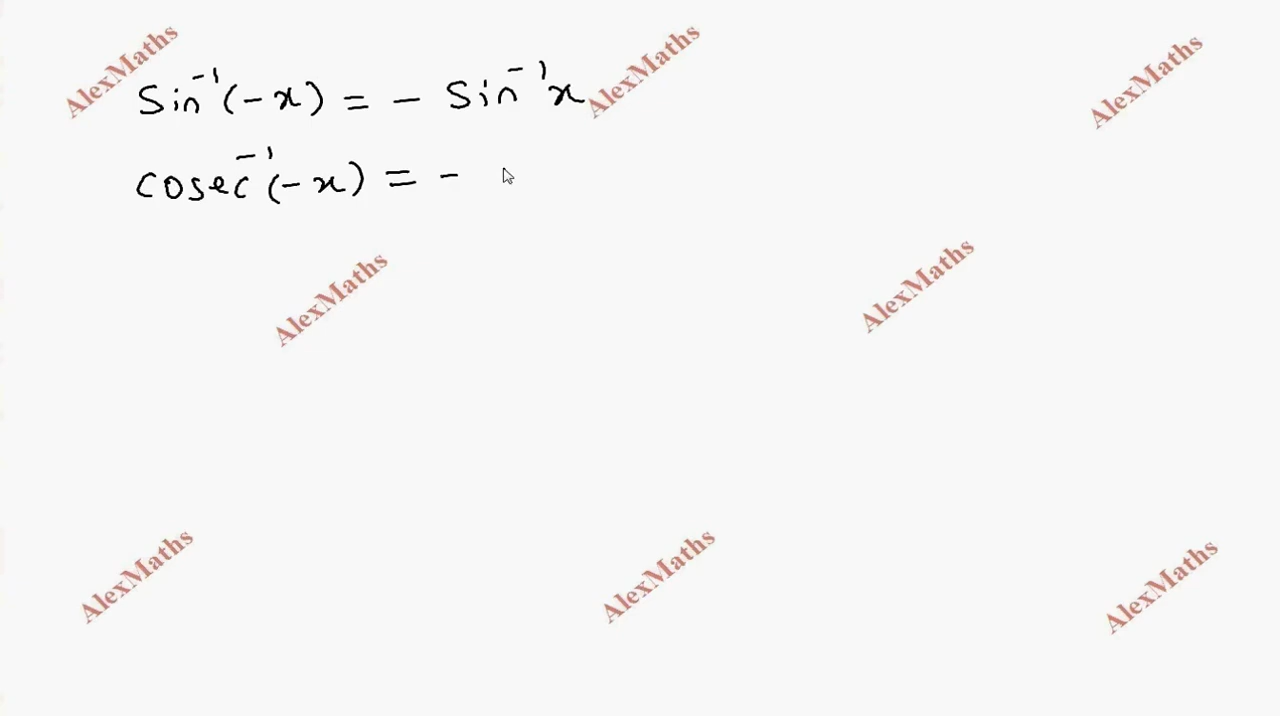 AlexMaths AlexMaths AlexMaths
Sin⁻¹(-x) = - Sin⁻¹x
cosec⁻¹(-x) = -
AlexMaths AlexMaths
AlexMaths AlexMaths AlexMaths